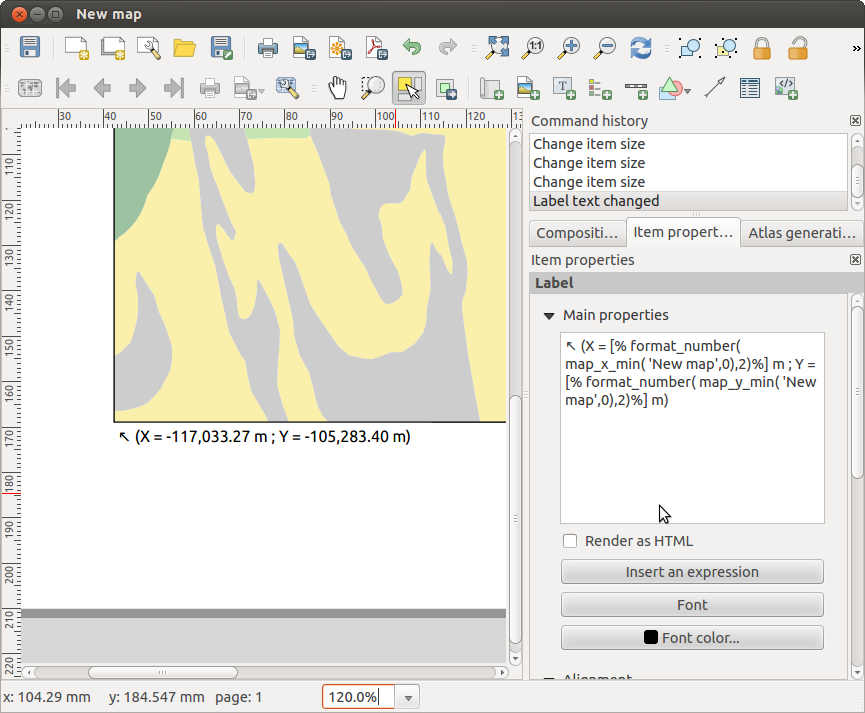 New map
1:1
»
30 40 50 60 70 80 90 100 110 120 13
110
120
130
140
150
160
170
180
190
200
210
220
↖ (X = -117,033.27 m ; Y = -105,283.40 m)
Command history
Change item size
Change item size
Change item size
Label text changed
Compositi... Item propert... Atlas generati...
Item properties
Label
Main properties
↖ (X = [% format_number(
map_x_min( 'New map',0),2)%] m ; Y =
[% format_number( map_y_min( 'New
map',0),2)%] m)
Render as HTML
Insert an expression
Font
Font color...
Alignment
x: 104.29 mm y: 184.547 mm page: 1 120.0%